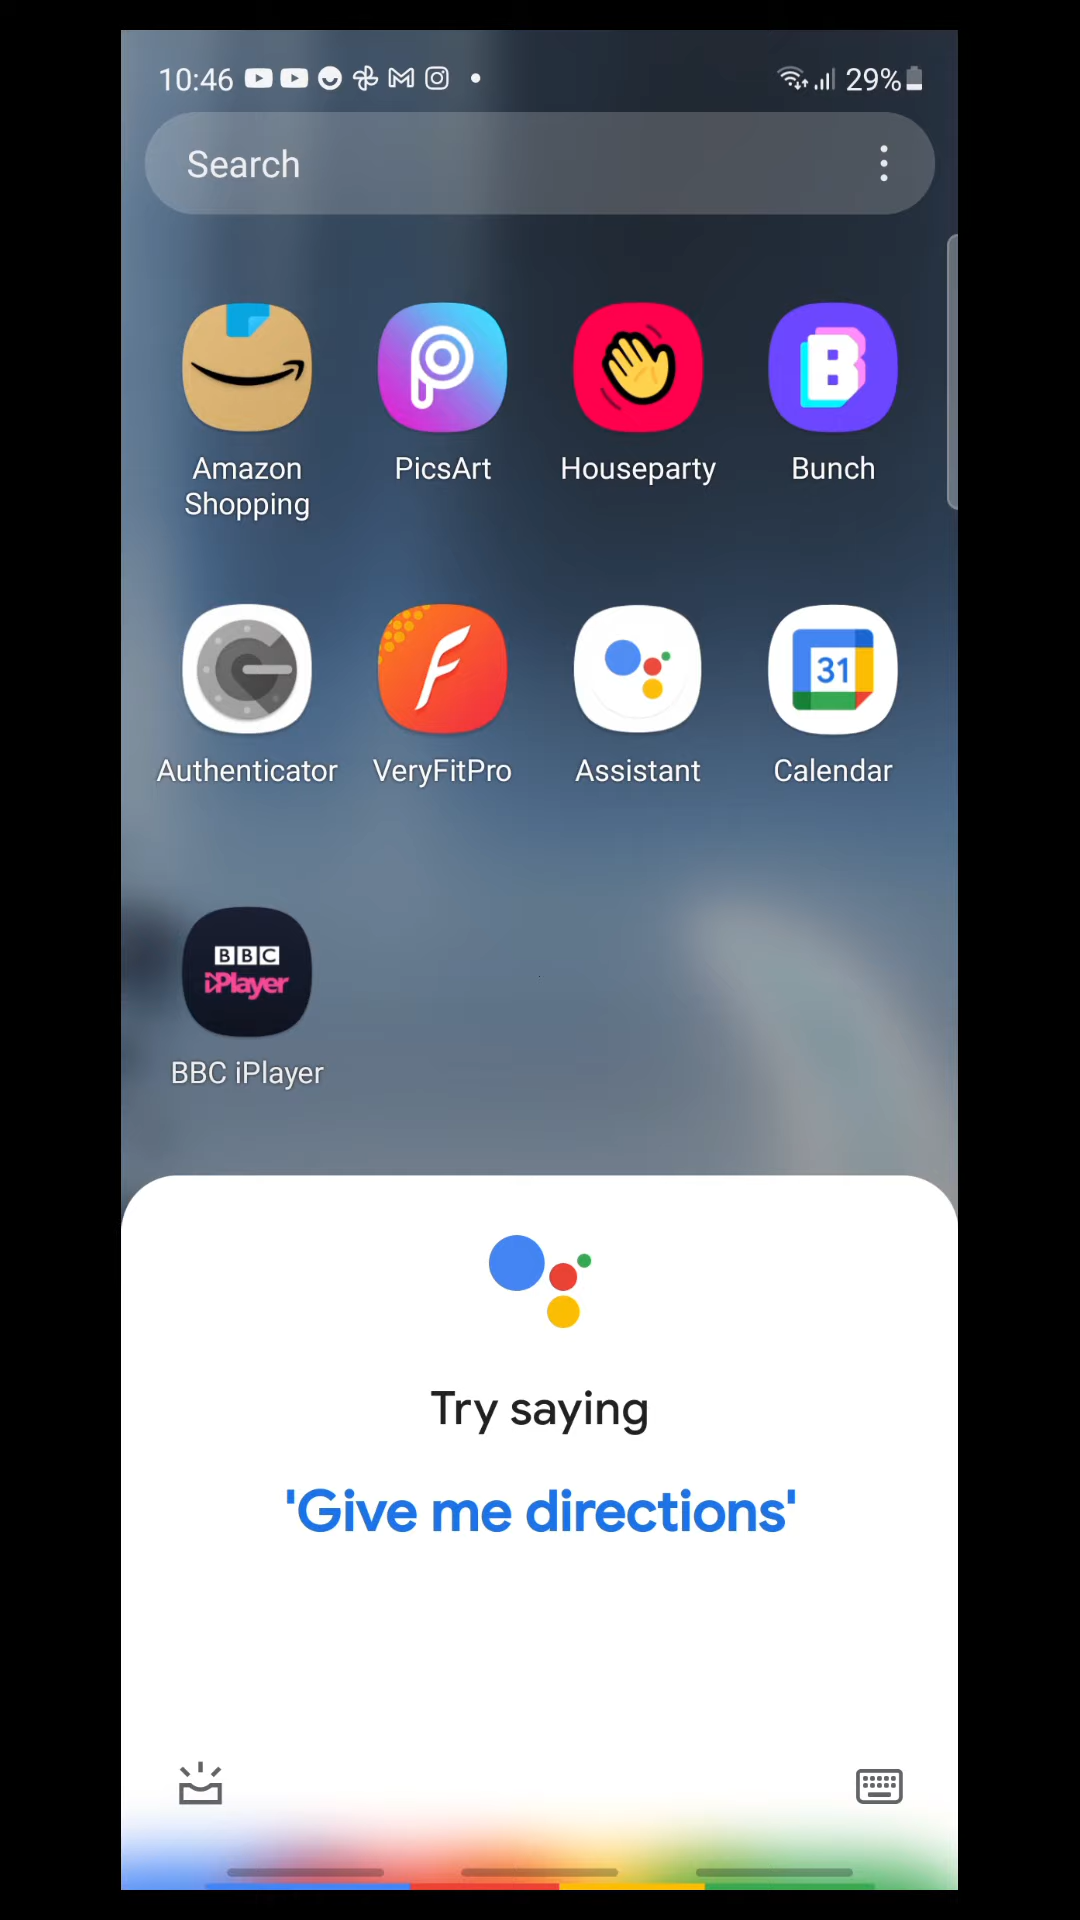 10:46 29%
Search
Amazon Shopping
PicsArt
Houseparty
Bunch
B
31
Authenticator
VeryFitPro
Assistant
Calendar
BBC
iPlayer
BBC iPlayer
Try saying
'Give me directions'